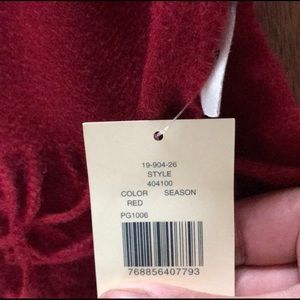 19-904-26
STYLE
404100
COLOR SEASON
RED
PG1006
768856407793